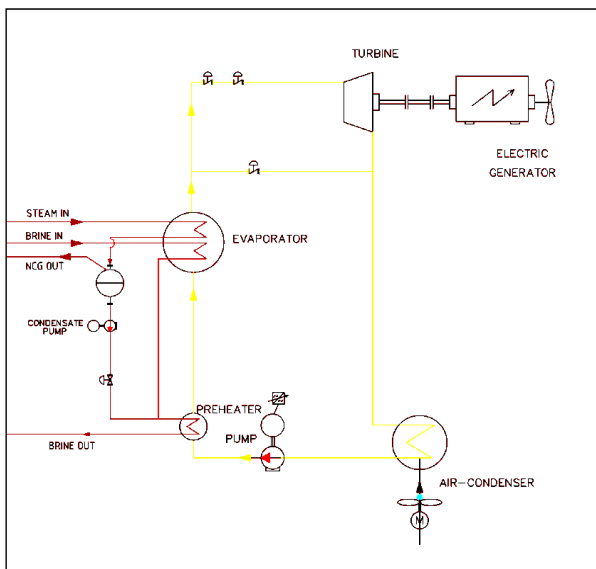 TURBINE
ELECTRIC
GENERATOR
STEAM IN
BRINE IN
EVAPORATOR
NCG OUT
CONDENSATE
PUMP
PREHEATER
PUMP
BRINE OUT
AIR-CONDENSER
M